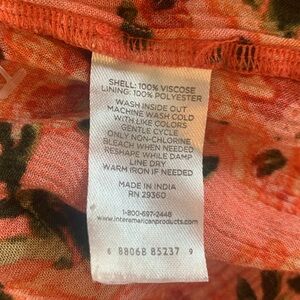 SHELL: 100% VISCOSE
LINING: 100% POLYESTER
WASH INSIDE OUT
MACHINE WASH COLD
WITH LIKE COLORS
GENTLE CYCLE
ONLY NON-CHLORINE
BLEACH WHEN NEEDED
RESHAPE WHILE DAMP
LINE DRY
WARM IRON IF NEEDED
MADE IN INDIA
RN 29360
1-800-697-2448
www.interamericanproducts.com
6 88068 85237 9